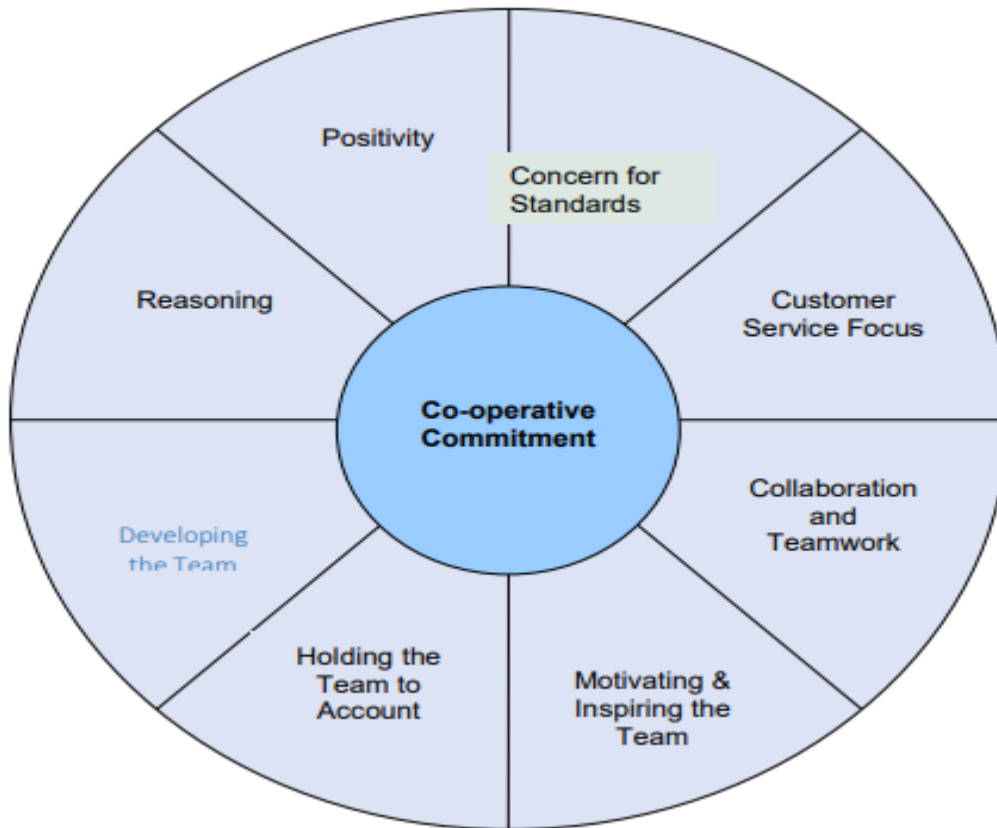 Positivity
Concern for
Standards
Reasoning
Customer
Service Focus
Co-operative
Commitment
Collaboration
and
Teamwork
Developing
the Team
Holding the
Team to
Account
Motivating &
Inspiring the
Team